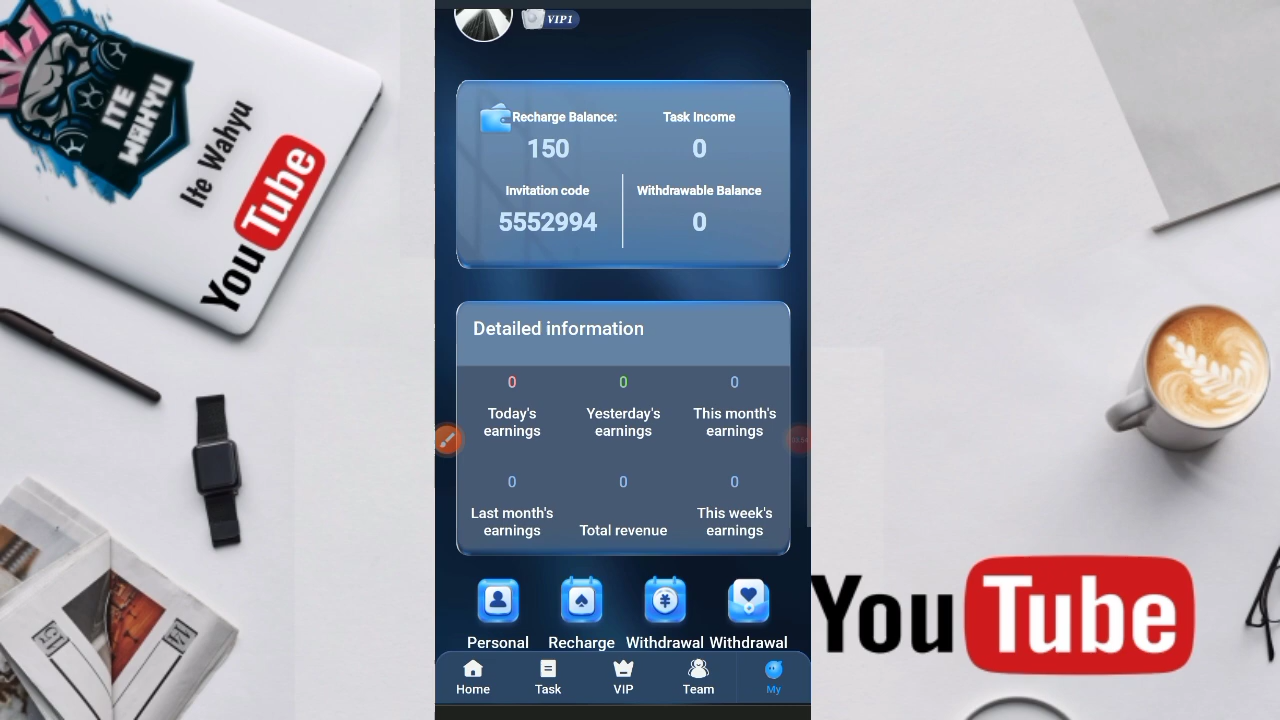 ITE
WAHYU
Ite Wahyu
YouTube
VIP1
Recharge Balance:
Task Income
150
0
Invitation code
Withdrawable Balance
5552994
0
Detailed information
0
0
0
Today's
earnings
Yesterday's
earnings
This month's
earnings
0
0
0
Last month's
earnings
Total revenue
This week's
earnings
Personal
Recharge
Withdrawal
Withdrawal
Home
Task
VIP
Team
My
YouTube